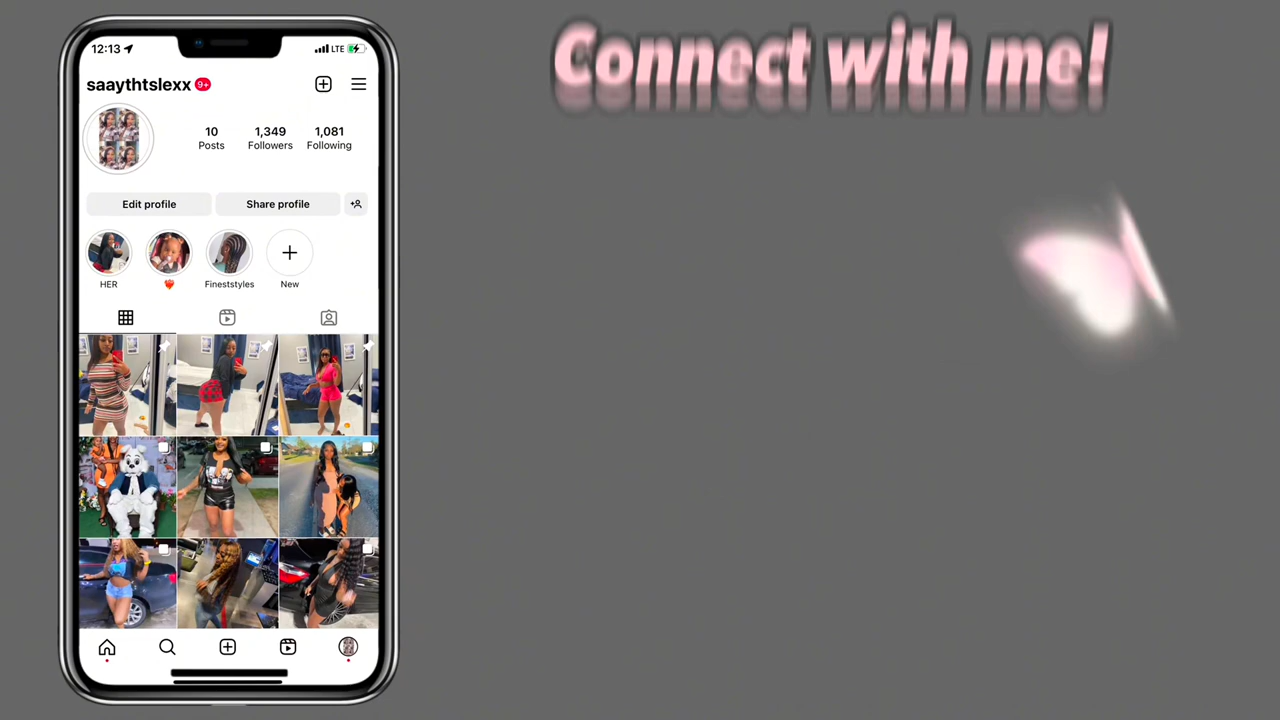 Connect with me!
12:13
LTE
saaythtslexx 9+
10 1,349 1,081
Posts Followers Following
Edit profile Share profile
HER Fineststyles New